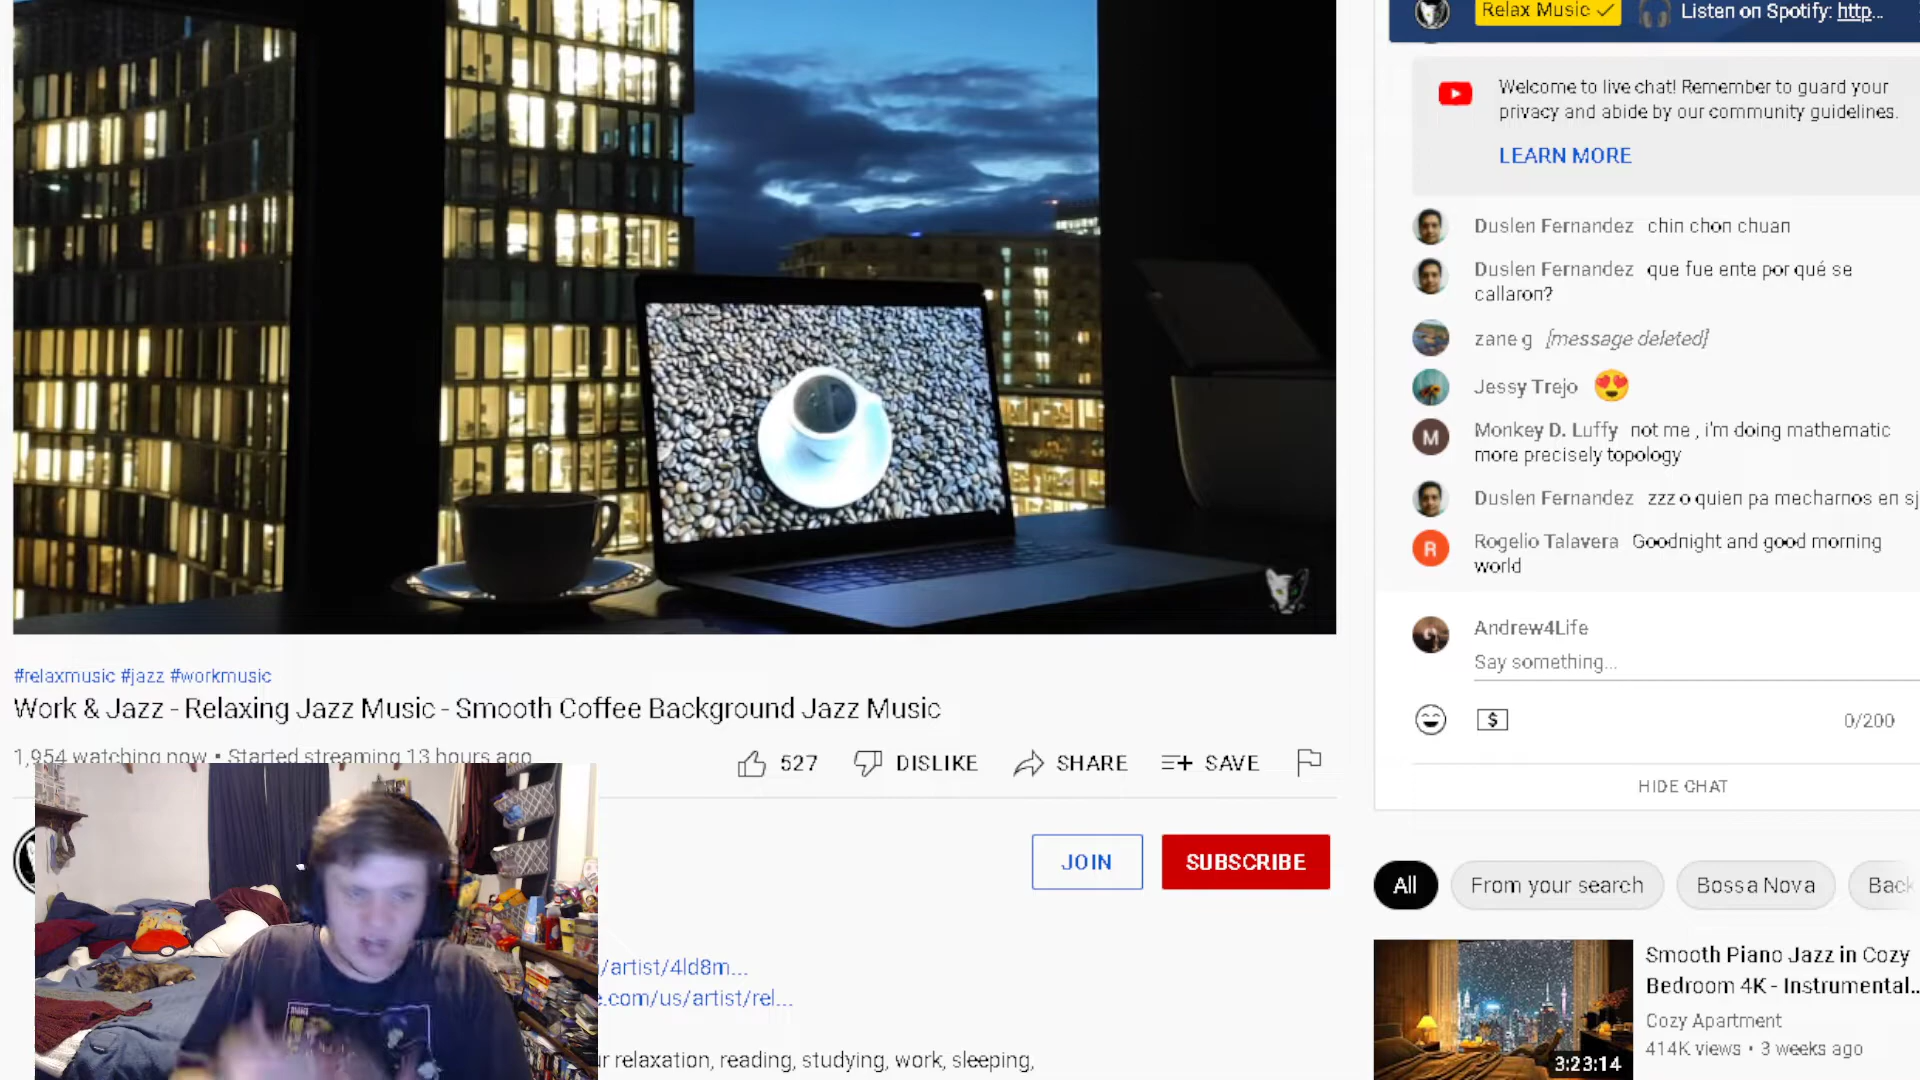 Relax Music
Listen on Spotify: http...
Welcome to live chat! Remember to guard your
privacy and abide by our community guidelines.
LEARN MORE
Duslen Fernandez chin chon chuan
Duslen Fernandez que fue ente por qué se
callaron?
zane g [message deleted]
Jessy Trejo
M Monkey D. Luffy not me , i'm doing mathematic
more precisely topology
Duslen Fernandez zzz o quien pa mecharnos en sj
R Rogelio Talavera Goodnight and good morning
world
Andrew4Life
Say something...
$
0/200
HIDE CHAT
#relaxmusic #jazz #workmusic
Work & Jazz - Relaxing Jazz Music - Smooth Coffee Background Jazz Music
1,954 watching now • Started streaming 13 hours ago
527 DISLIKE SHARE SAVE
JOIN SUBSCRIBE
/artist/4ld8m...
.com/us/artist/rel...
relaxation, reading, studying, work, sleeping,
All From your search Bossa Nova Back
Smooth Piano Jazz in Cozy
Bedroom 4K - Instrumental...
Cozy Apartment
414K views • 3 weeks ago
3:23:14